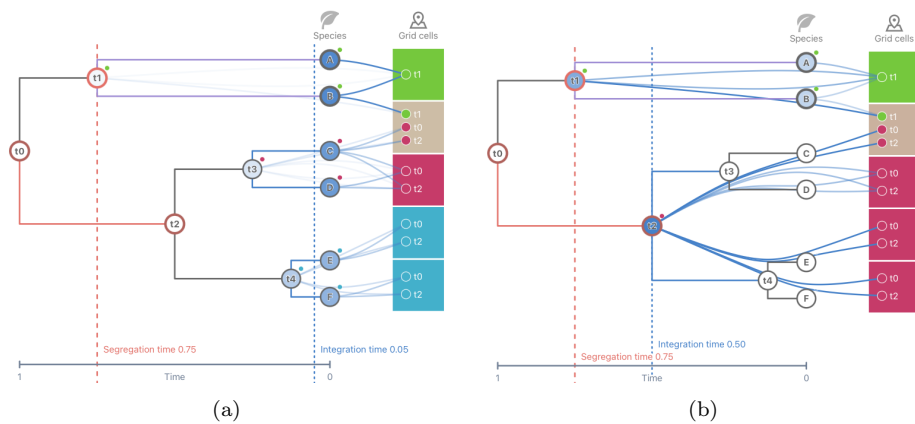 Species
Grid cells
A
t1
t1
B
t1
t0
t0
C
t2
t3
t0
D
t2
t2
t0
E
t2
t4
t0
F
t2
Segregation time 0.75
Integration time 0.05
1
Time
0
(a)
Species
Grid cells
A
t1
t1
B
t1
t0
t0
C
t2
t3
t0
D
t2
t2
t0
t2
E
t4
t0
F
t2
Integration time 0.50
Segregation time 0.75
1
Time
0
(b)